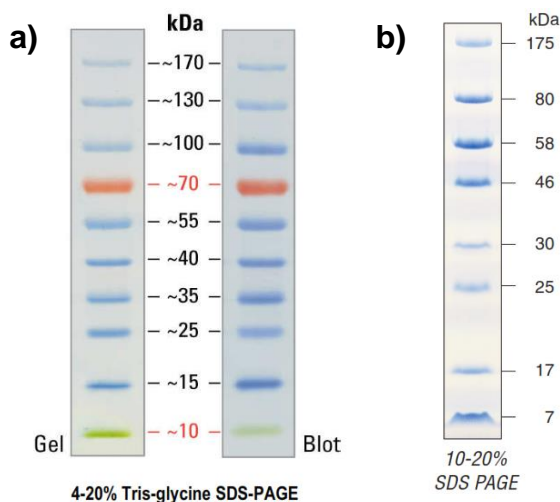 a)
kDa
~170
~130
~100
~70
~55
~40
~35
~25
~15
~10
Gel
Blot
4-20% Tris-glycine SDS-PAGE
b)
kDa
175
80
58
46
30
25
17
7
10-20%
SDS PAGE